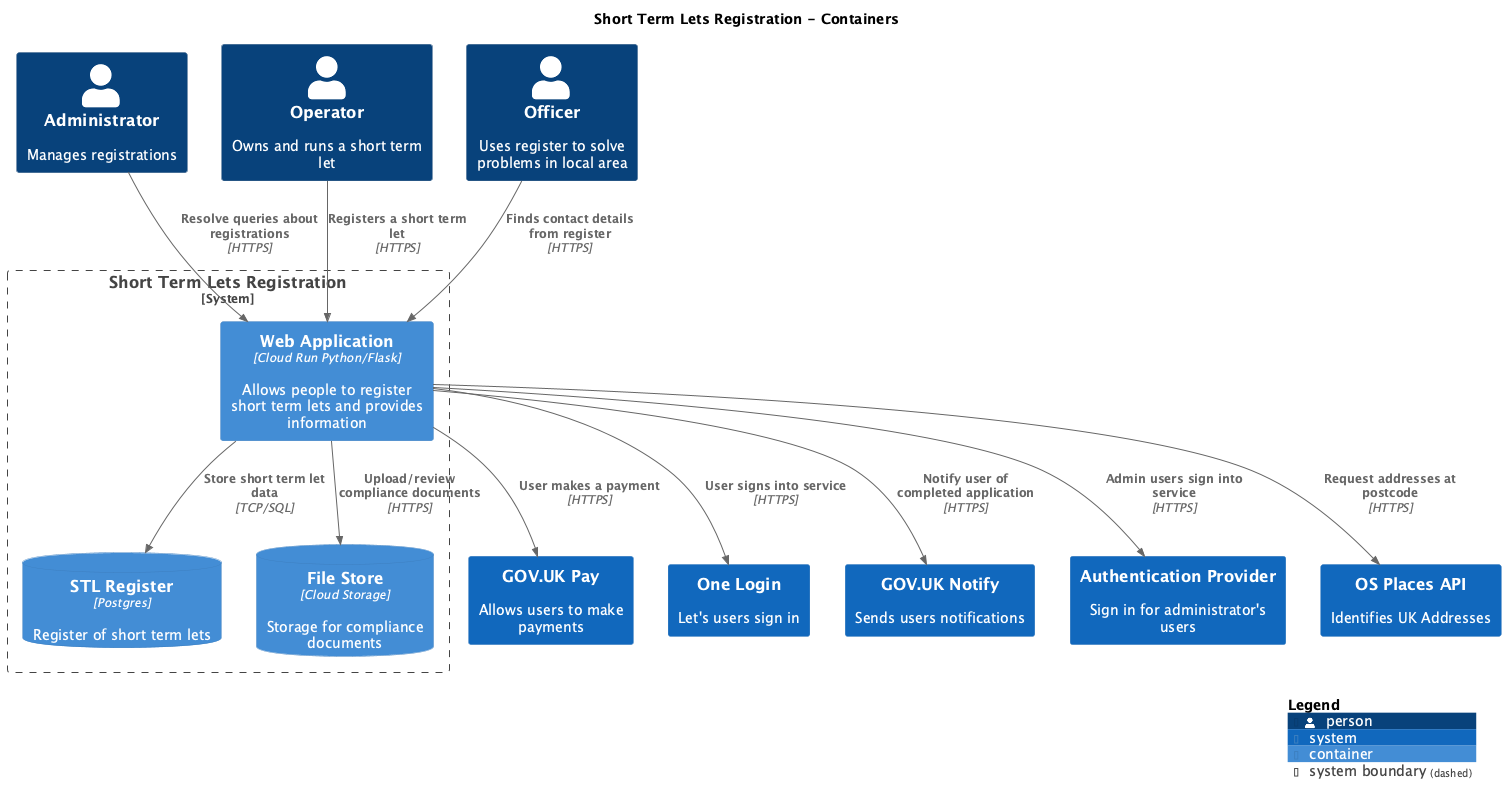 Short Term Lets Registration - Containers
Administrator
Manages registrations
Operator
Owns and runs a short term
let
Officer
Uses register to solve
problems in local area
Resolve queries about
registrations
[HTTPS]
Registers a short term
let
[HTTPS]
Finds contact details
from register
[HTTPS]
Short Term Lets Registration
[System]
Web Application
[Cloud Run Python/Flask]
Allows people to register
short term lets and provides
information
Store short term let
data
[TCP/SQL]
Upload/review
compliance documents
[HTTPS]
User makes a payment
[HTTPS]
User signs into service
[HTTPS]
Notify user of
completed application
[HTTPS]
Admin users sign into
service
[HTTPS]
Request addresses at
postcode
[HTTPS]
STL Register
[Postgres]
Register of short term lets
File Store
[Cloud Storage]
Storage for compliance
documents
GOV.UK Pay
Allows users to make
payments
One Login
Let's users sign in
GOV.UK Notify
Sends users notifications
Authentication Provider
Sign in for administrator's
users
OS Places API
Identifies UK Addresses
Legend
person
system
container
system boundary (dashed)